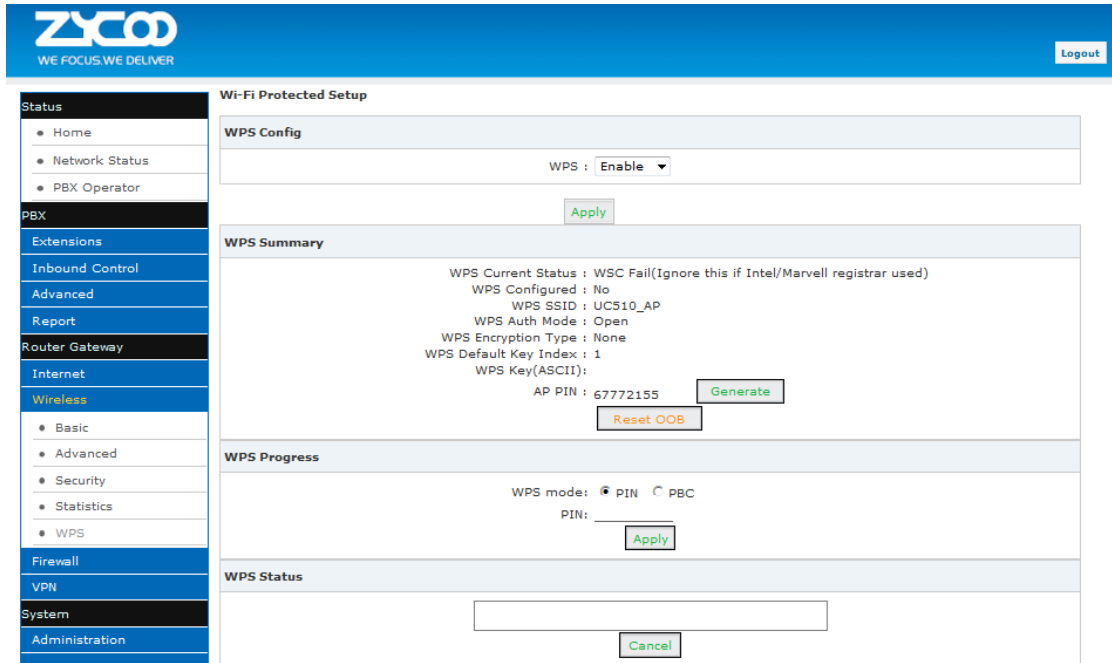 ZYCOO
WE FOCUS.WE DELIVER
Logout
Status
Home
Network Status
PBX Operator
PBX
Extensions
Inbound Control
Advanced
Report
Router Gateway
Internet
Wireless
Basic
Advanced
Security
Statistics
WPS
Firewall
VPN
System
Administration
Wi-Fi Protected Setup
WPS Config
WPS : Enable
Apply
WPS Summary
WPS Current Status : WSC Fail(Ignore this if Intel/Marvell registrar used)
WPS Configured : No
WPS SSID : UC510_AP
WPS Auth Mode : Open
WPS Encryption Type : None
WPS Default Key Index : 1
WPS Key(ASCII):
AP PIN : 67772155 Generate
Reset OOB
WPS Progress
WPS mode: PIN PBC
PIN:
Apply
WPS Status
Cancel